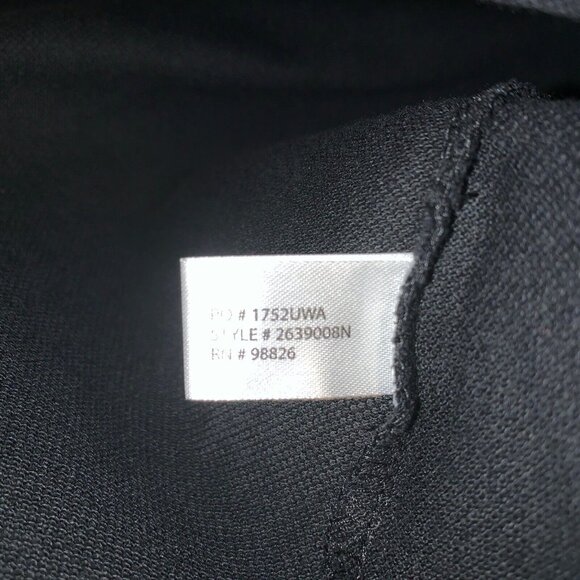 PO # 1752UWA
STYLE # 2639008N
RN # 98826